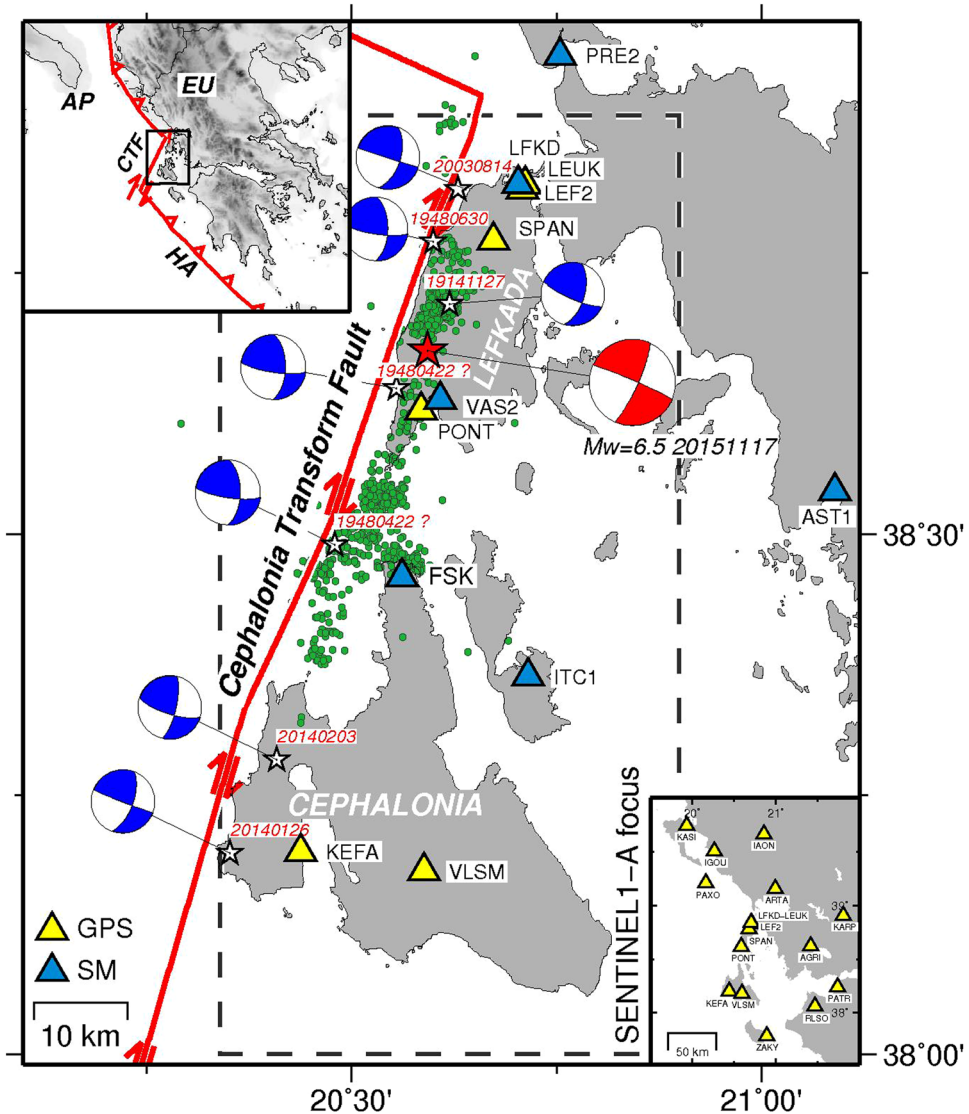 AP
EU
CTF
HA
PRE2
LFKD
LEUK
LEF2
20030814
19480630
SPAN
19141127
LEFKADA
19480422 ?
VAS2
PONT
Mw=6.5 20151117
Cephalonia Transform Fault
AST1
19480422 ?
38°30'
FSK
ITC1
20140203
CEPHALONIA
20140126
KEFA
VLSM
GPS
SM
10 km
SENTINEL1-A focus
20°
21°
KASI
IAON
IGOU
PAXO
ARTA
39°
KARP
LFKD-LEUK
LEF2
SPAN
PONT
AGRI
KEFA
VLSM
PATR
RLSO
38°
ZAKY
50 km
38°00'
20°30'
21°00'